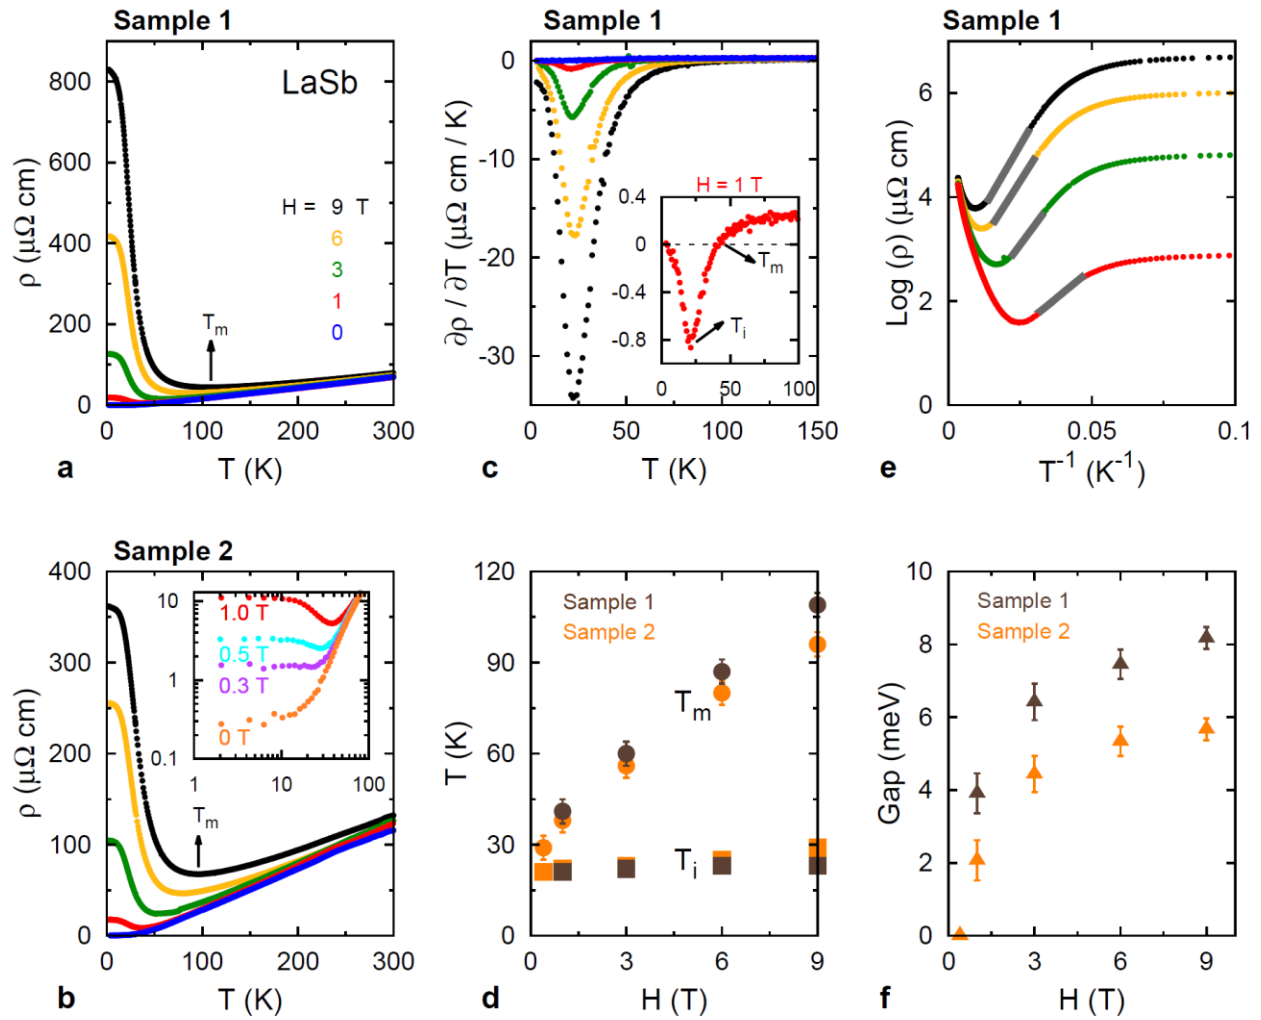 Sample 1
LaSb
H = 9 T
6
3
1
0
T_m
800
600
400
200
0
ρ (μΩ cm)
0 100 200 300
a T (K)
Sample 1
0
-10
-20
-30
∂ρ / ∂T (μΩ cm / K)
H = 1 T
0.4
0
-0.4
-0.8
T_m
T_i
0 50 100
0 50 100 150
c T (K)
Sample 1
6
4
2
0
Log (ρ) (μΩ cm)
0 0.05 0.1
e T⁻¹ (K⁻¹)
Sample 2
400
300
200
100
0
ρ (μΩ cm)
10
1
0.1
1.0 T
0.5 T
0.3 T
0 T
1 10 100
T_m
0 100 200 300
b T (K)
120
90
60
30
0
T (K)
Sample 1
Sample 2
T_m
T_i
0 3 6 9
d H (T)
10
8
6
4
2
0
Gap (meV)
Sample 1
Sample 2
0 3 6 9
f H (T)